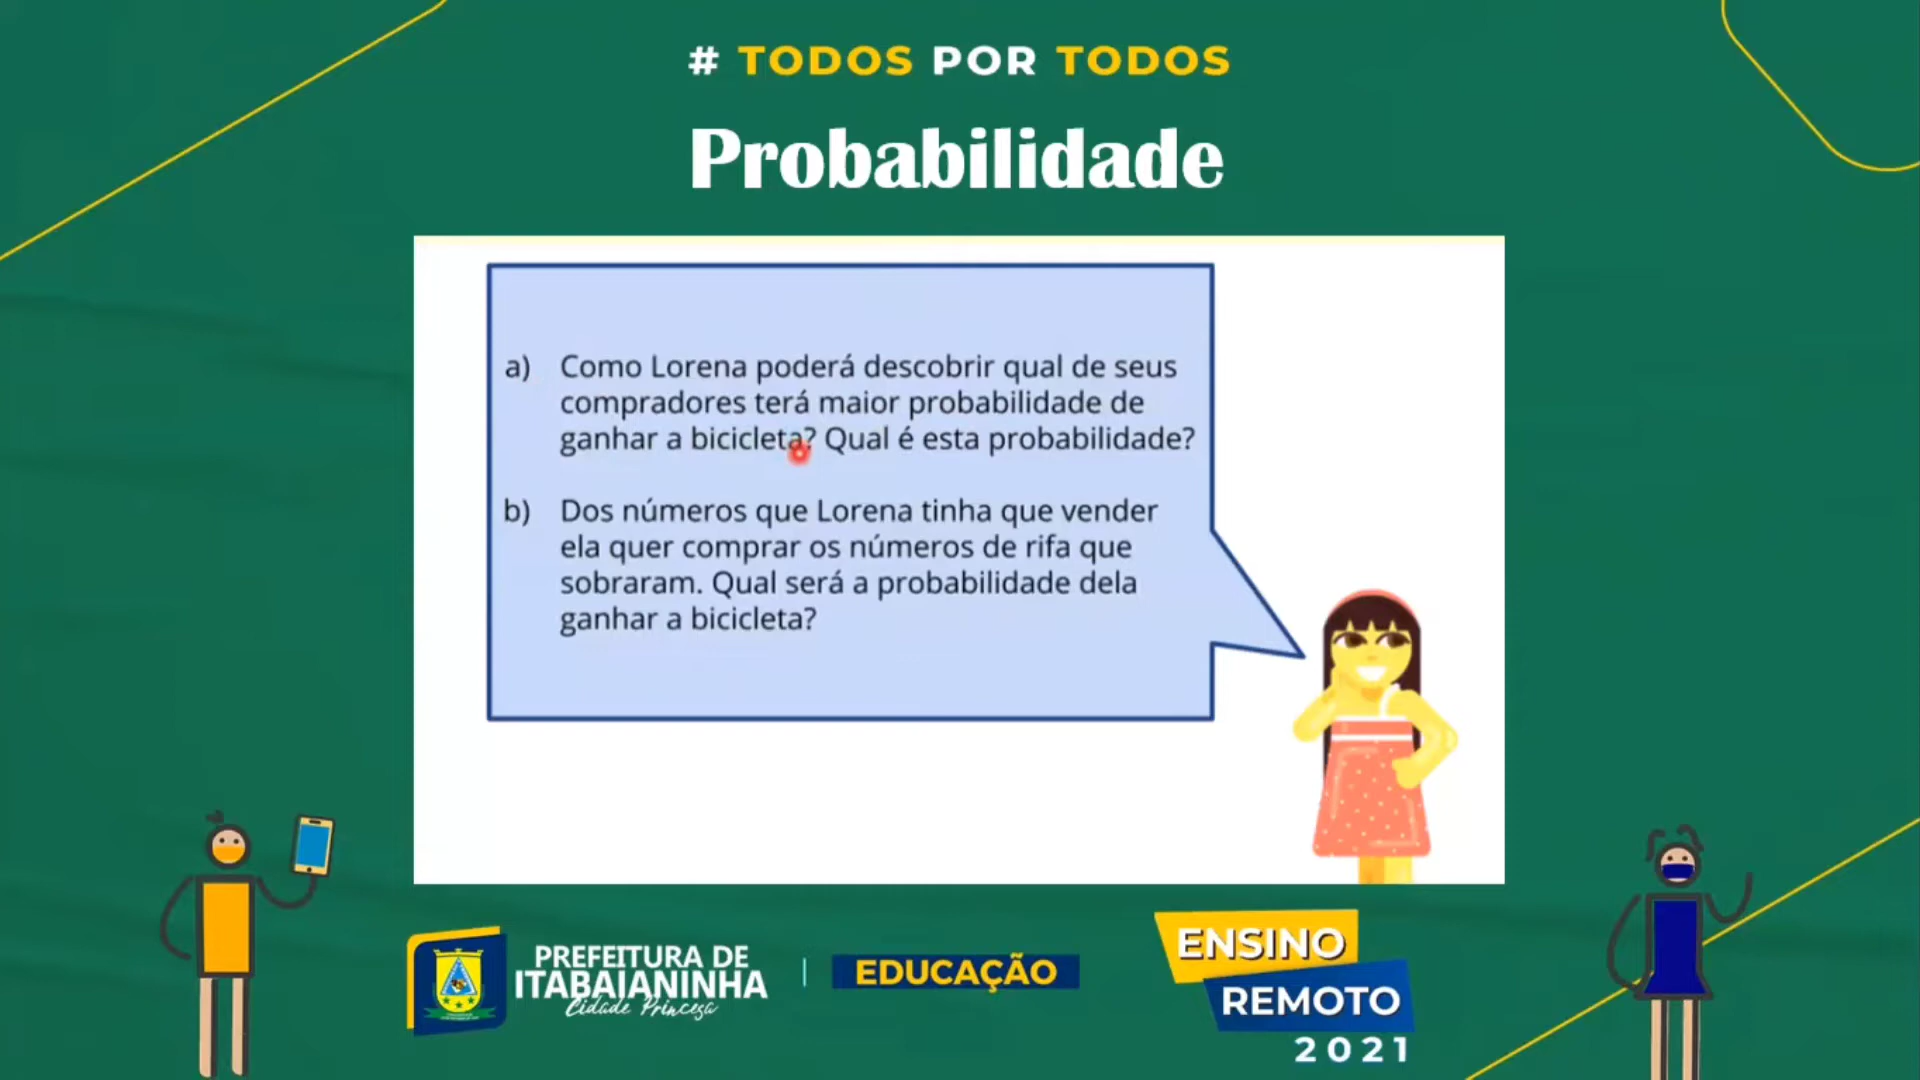 # TODOS POR TODOS
Probabilidade
a) Como Lorena poderá descobrir qual de seus
compradores terá maior probabilidade de
ganhar a bicicleta? Qual é esta probabilidade?
b) Dos números que Lorena tinha que vender
ela quer comprar os números de rifa que
sobraram. Qual será a probabilidade dela
ganhar a bicicleta?
PREFEITURA DE
ITABAIANINHA
Cidade Princesa
EDUCAÇÃO
ENSINO
REMOTO
2021